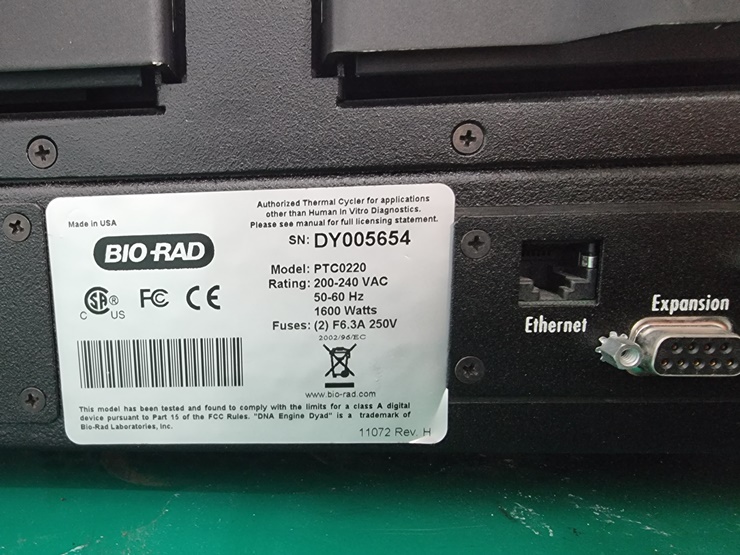 Made in USA
Authorized Thermal Cycler for applications
other than Human In Vitro Diagnostics.
Please see manual for full licensing statement.
BIO-RAD
SN: DY005654
Model: PTC0220
Rating: 200-240 VAC
50-60 Hz
1600 Watts
Fuses: (2) F6.3A 250V
C SA ® C US
FC CE
2002/96/EC
www.bio-rad.com
This model has been tested and found to comply with the limits for a class A digital
device pursuant to Part 15 of the FCC Rules. "DNA Engine Dyad" is a trademark of
Bio-Rad Laboratories, Inc.
11072 Rev. H
Ethernet
Expansion